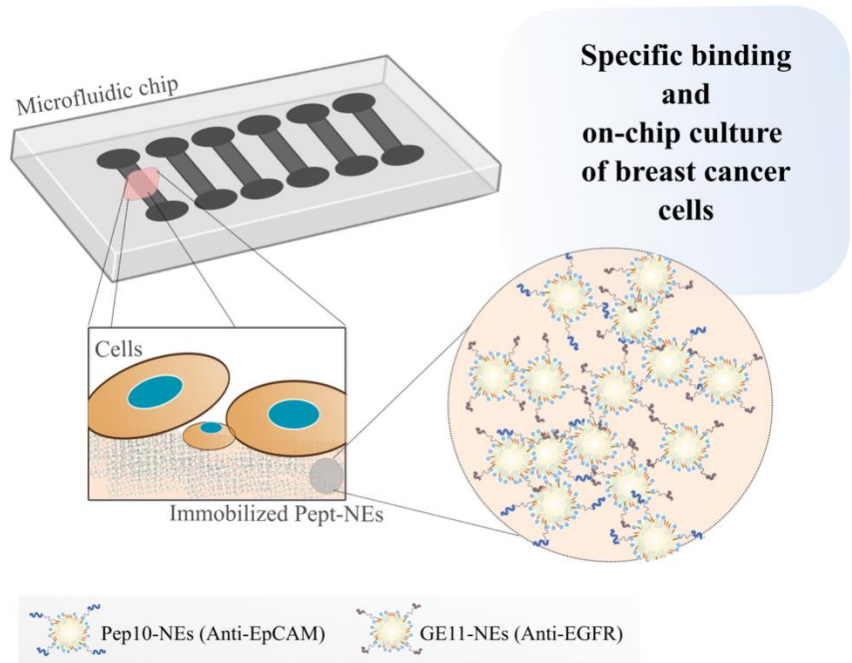 Microfluidic chip
Specific binding
and
on-chip culture
of breast cancer
cells
Cells
Immobilized Pept-NEs
Pep10-NEs (Anti-EpCAM)
GE11-NEs (Anti-EGFR)